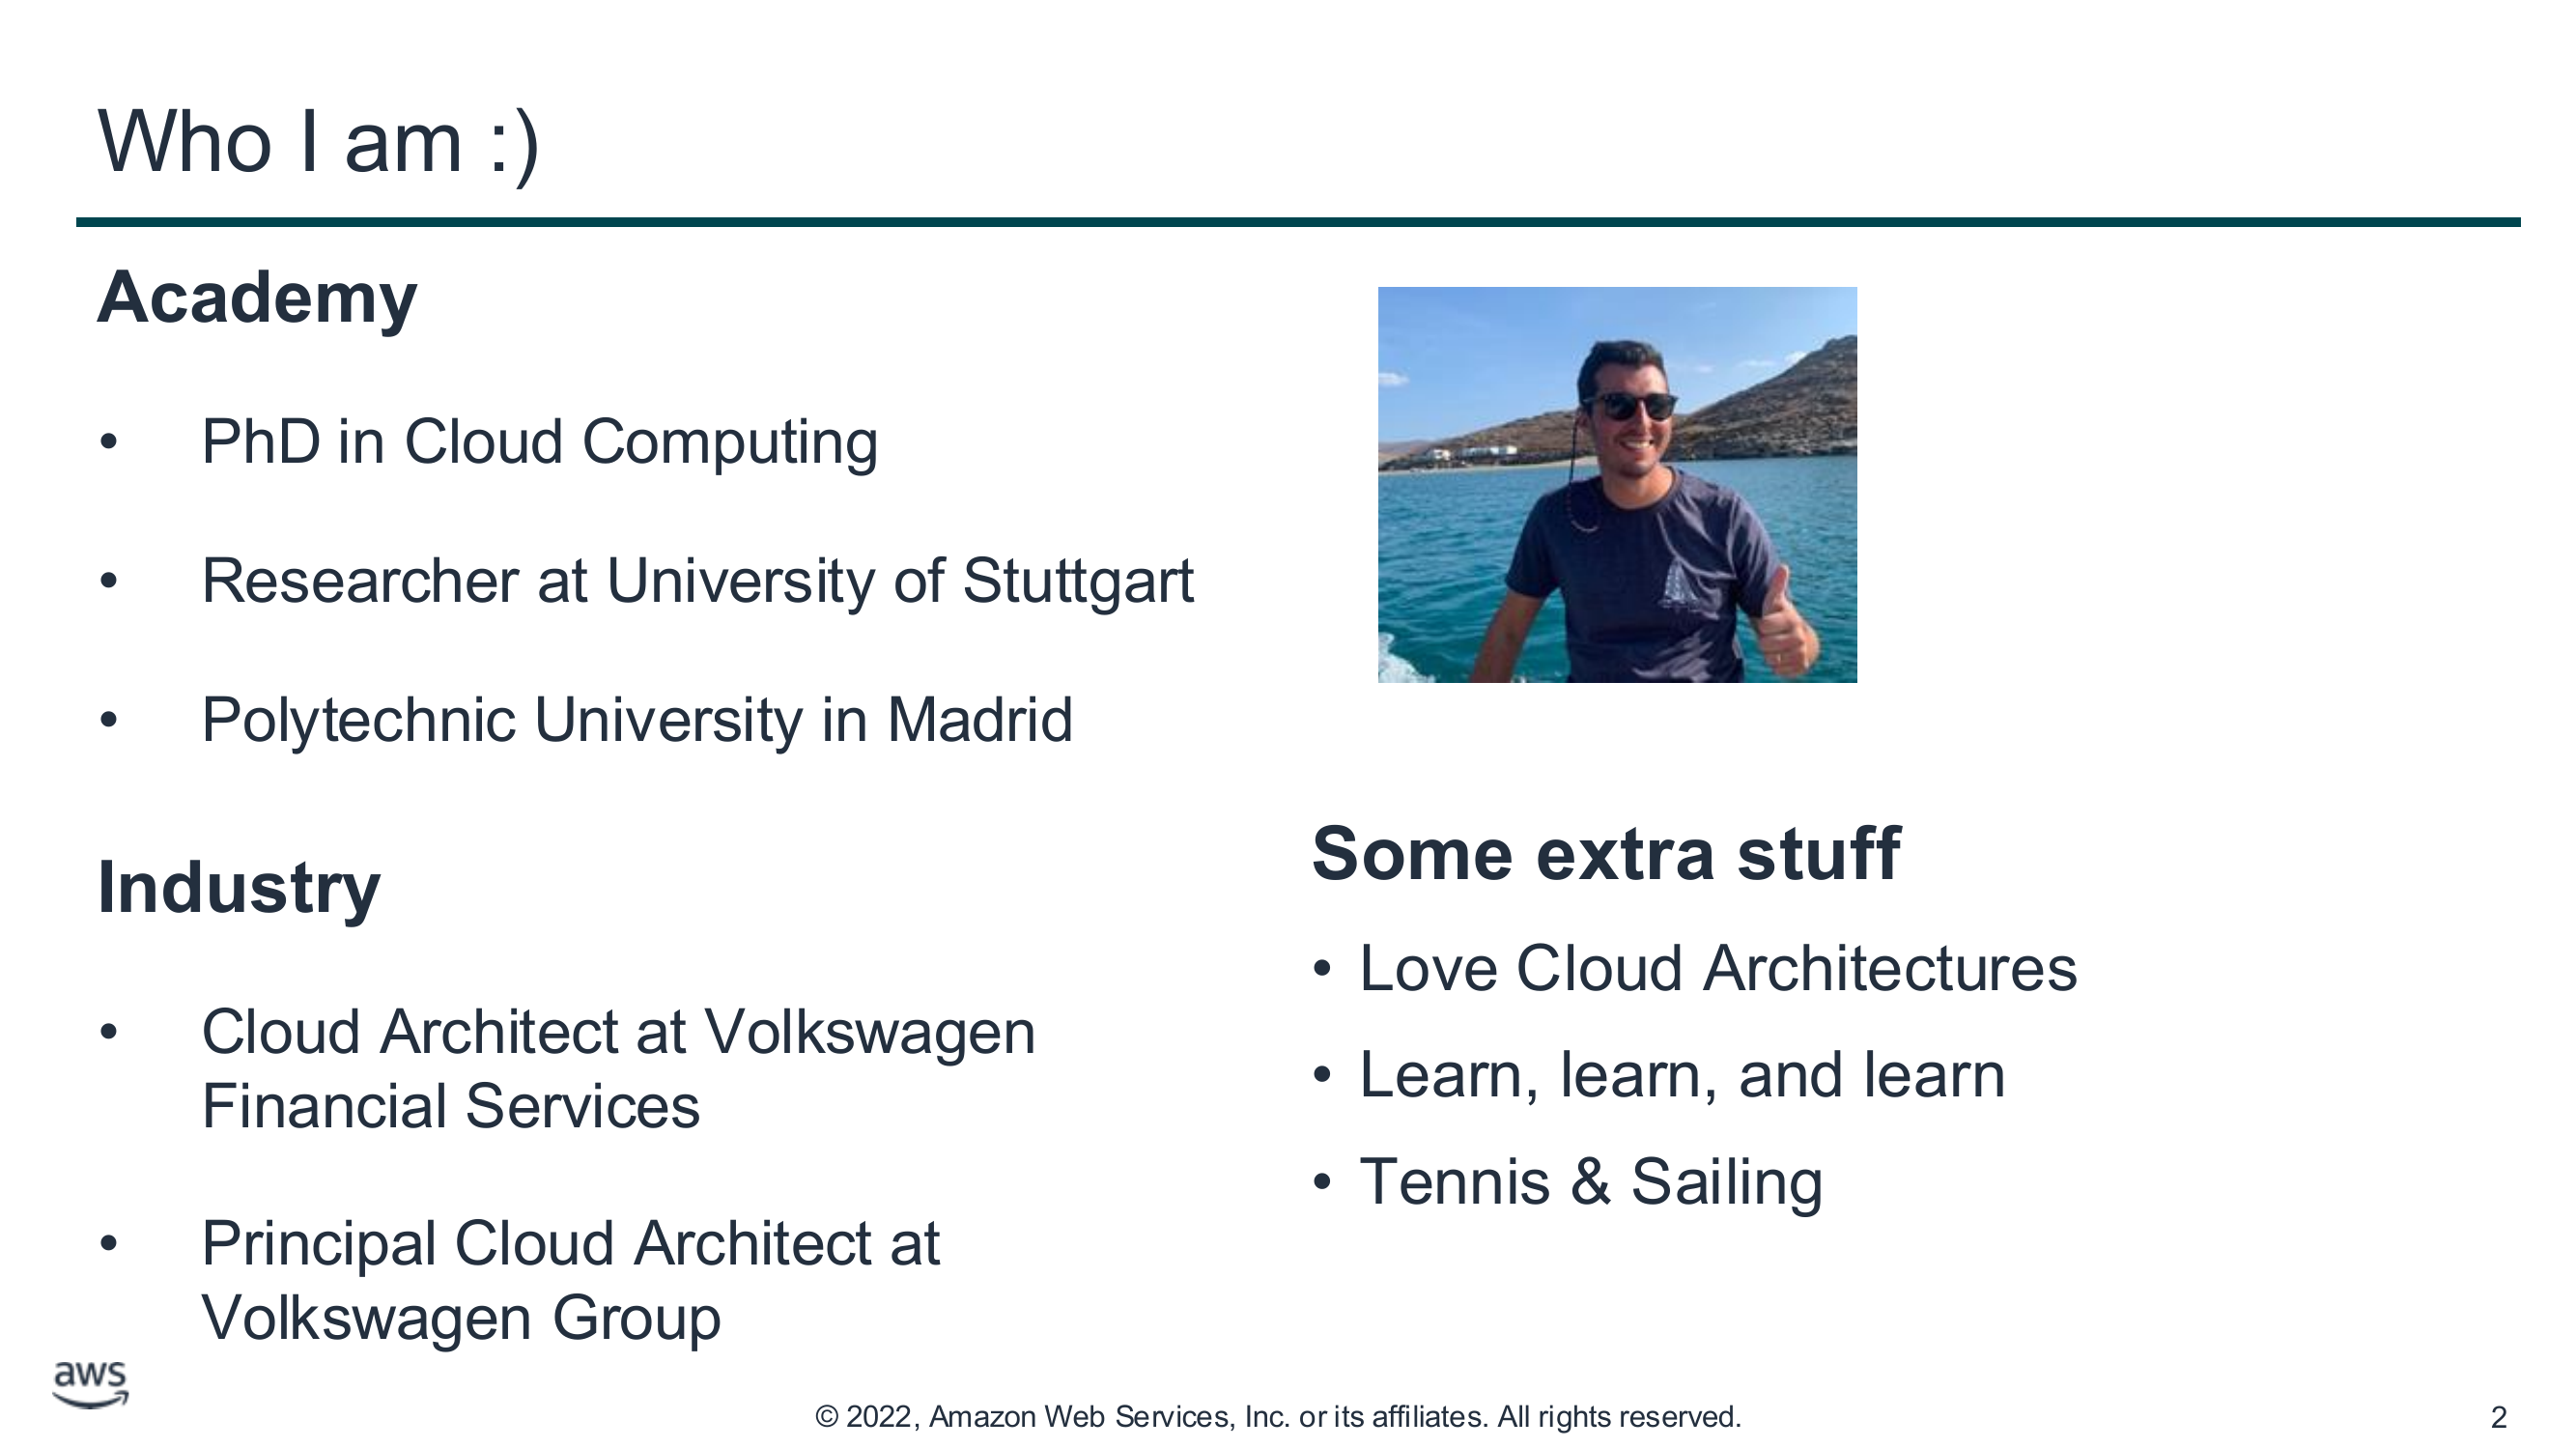 Who I am :)
Academy
• PhD in Cloud Computing
• Researcher at University of Stuttgart
• Polytechnic University in Madrid
Industry
• Cloud Architect at Volkswagen
Financial Services
• Principal Cloud Architect at
Volkswagen Group
Some extra stuff
• Love Cloud Architectures
• Learn, learn, and learn
• Tennis & Sailing
aws
© 2022, Amazon Web Services, Inc. or its affiliates. All rights reserved.
2